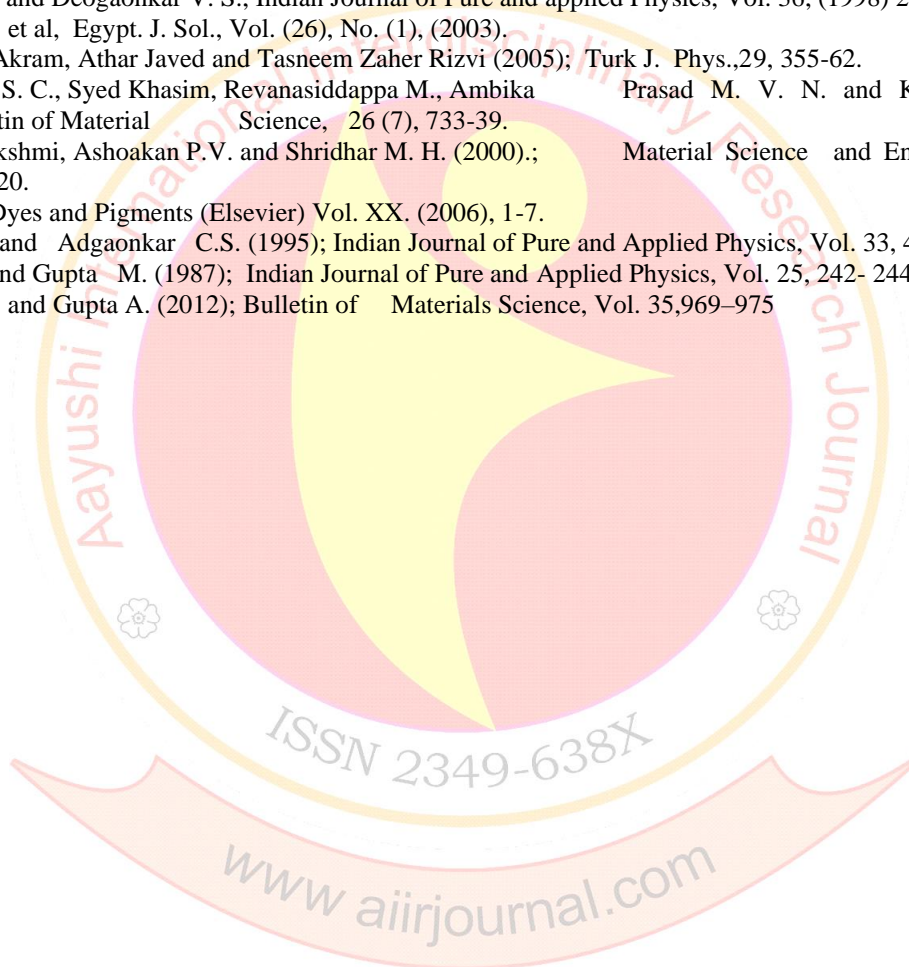 and Deogaonkar V. S., Indian Journal of Pure and applied Physics, Vol. 36, (1998) 2
et al, Egypt. J. Sol., Vol. (26), No. (1), (2003).
Akram, Athar Javed and Tasneem Zaher Rizvi (2005); Turk J. Phys.,29, 355-62.
S. C., Syed Khasim, Revanasiddappa M., Ambika Prasad M. V. N. and K
tin of Material Science, 26 (7), 733-39.
kshmi, Ashoakan P.V. and Shridhar M. H. (2000).; Material Science and En
20.
Dyes and Pigments (Elsevier) Vol. XX. (2006), 1-7.
and Adgaonkar C.S. (1995); Indian Journal of Pure and Applied Physics, Vol. 33, 4
nd Gupta M. (1987); Indian Journal of Pure and Applied Physics, Vol. 25, 242- 244
and Gupta A. (2012); Bulletin of Materials Science, Vol. 35,969–975
Aayushi International Interdisciplinary Research Journal
ISSN 2349-638X
www aiirjournal.com